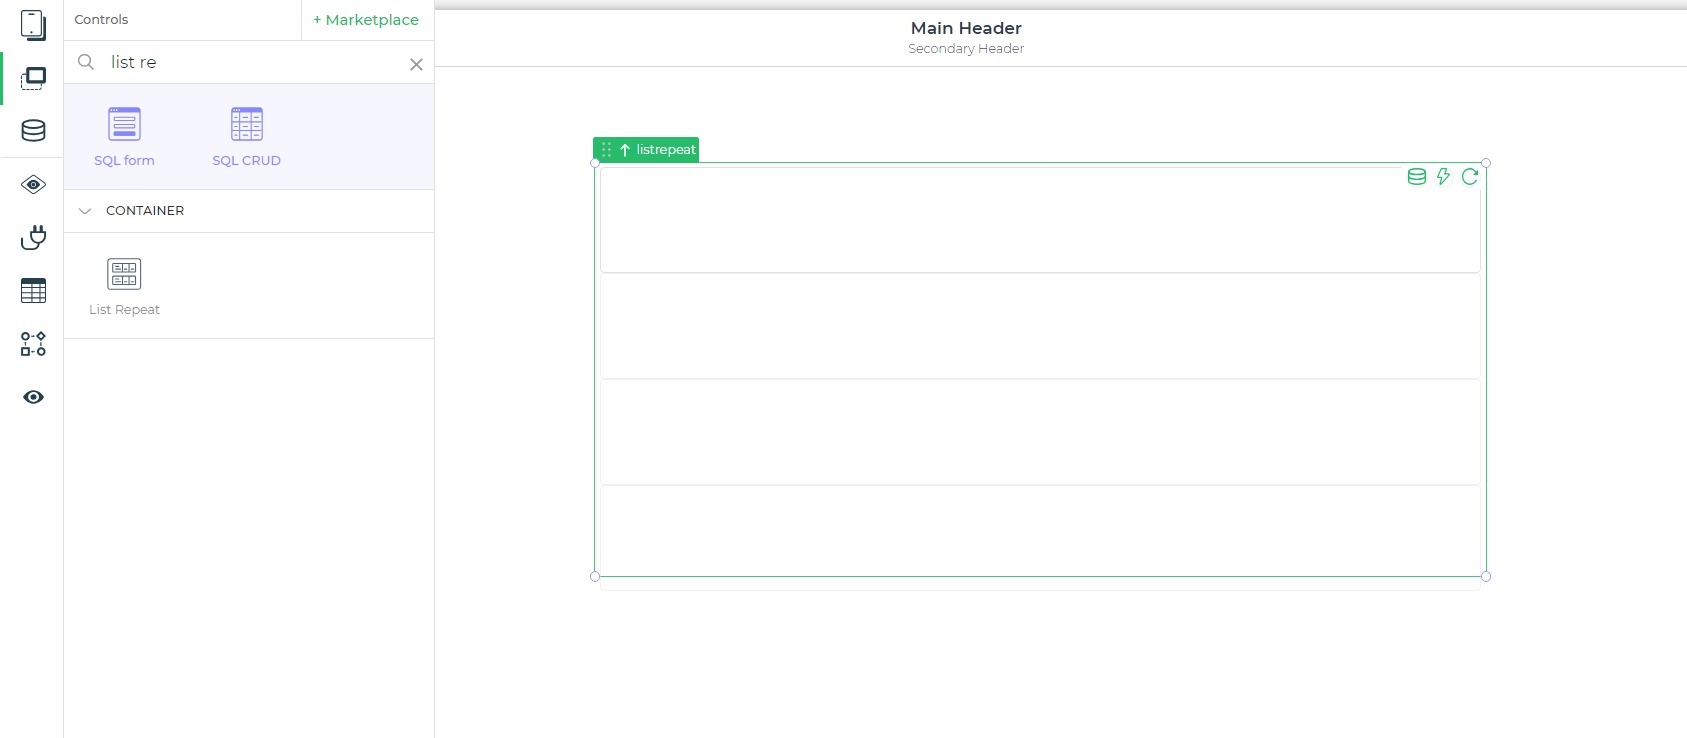 Controls
+ Marketplace
list re
SQL form
SQL CRUD
CONTAINER
List Repeat
Main Header
Secondary Header
listrepeat